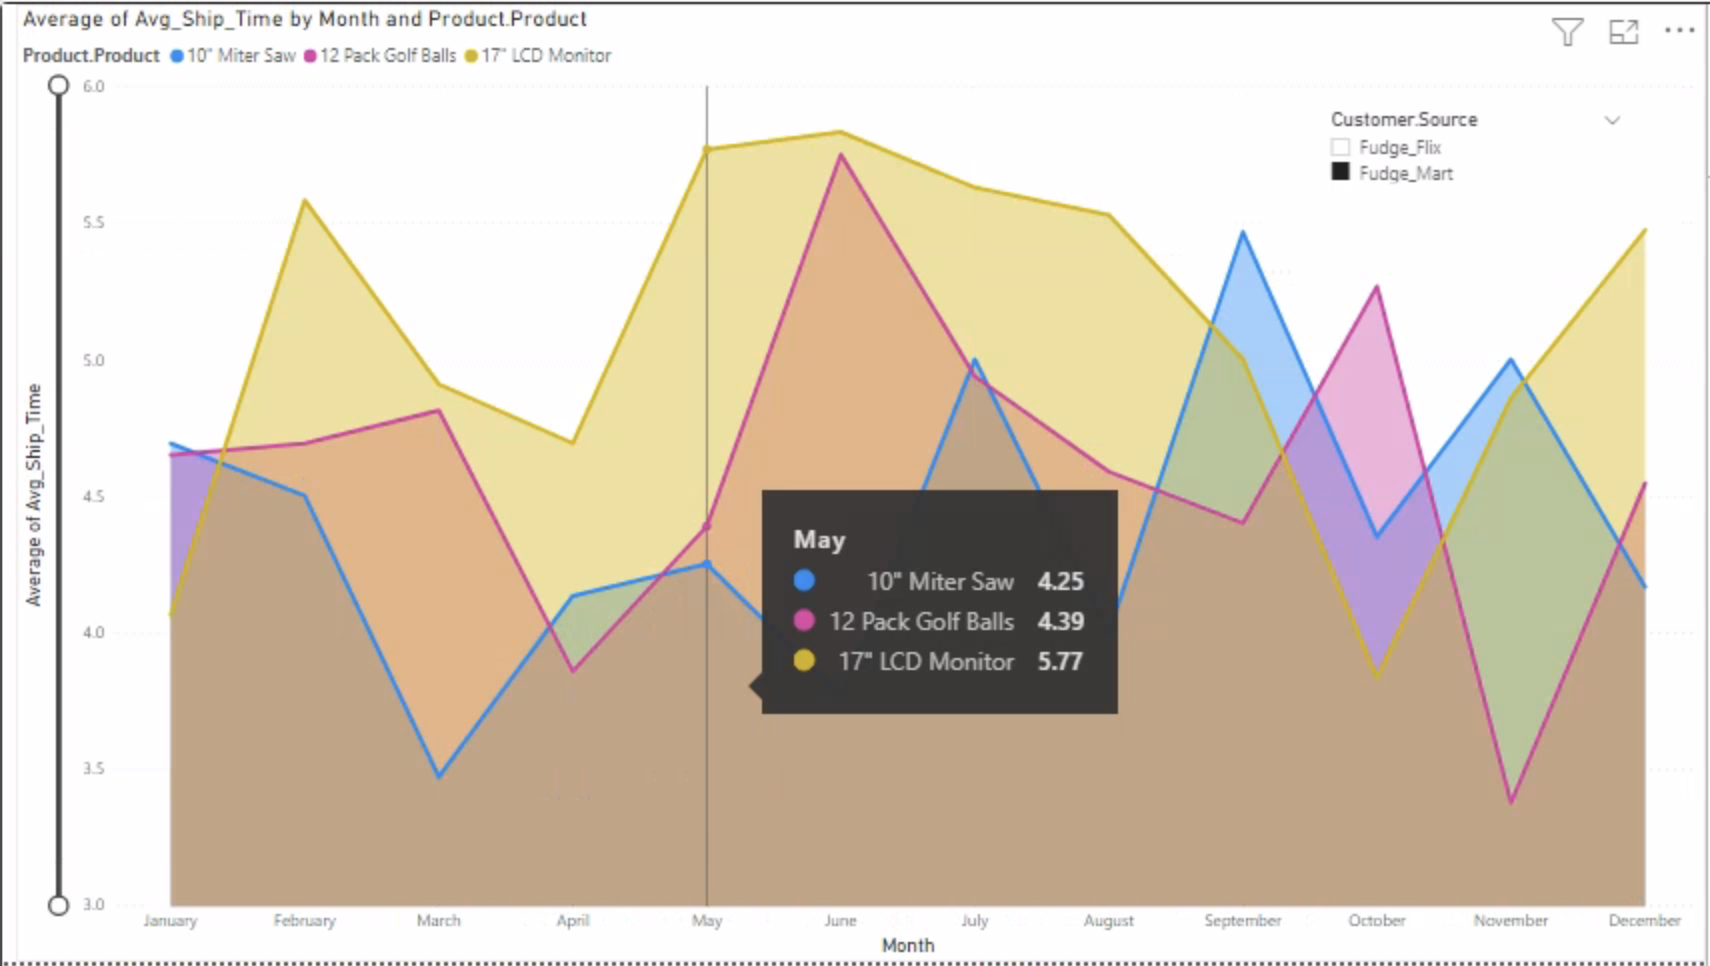 Average of Avg_Ship_Time by Month and Product.Product
Product.Product 10" Miter Saw 12 Pack Golf Balls 17" LCD Monitor
Customer.Source
Fudge_Flix
Fudge_Mart
Average of Avg_Ship_Time
6.0
5.5
5.0
4.5
4.0
3.5
3.0
May
10" Miter Saw 4.25
12 Pack Golf Balls 4.39
17" LCD Monitor 5.77
January February March April May June July August September October November December
Month